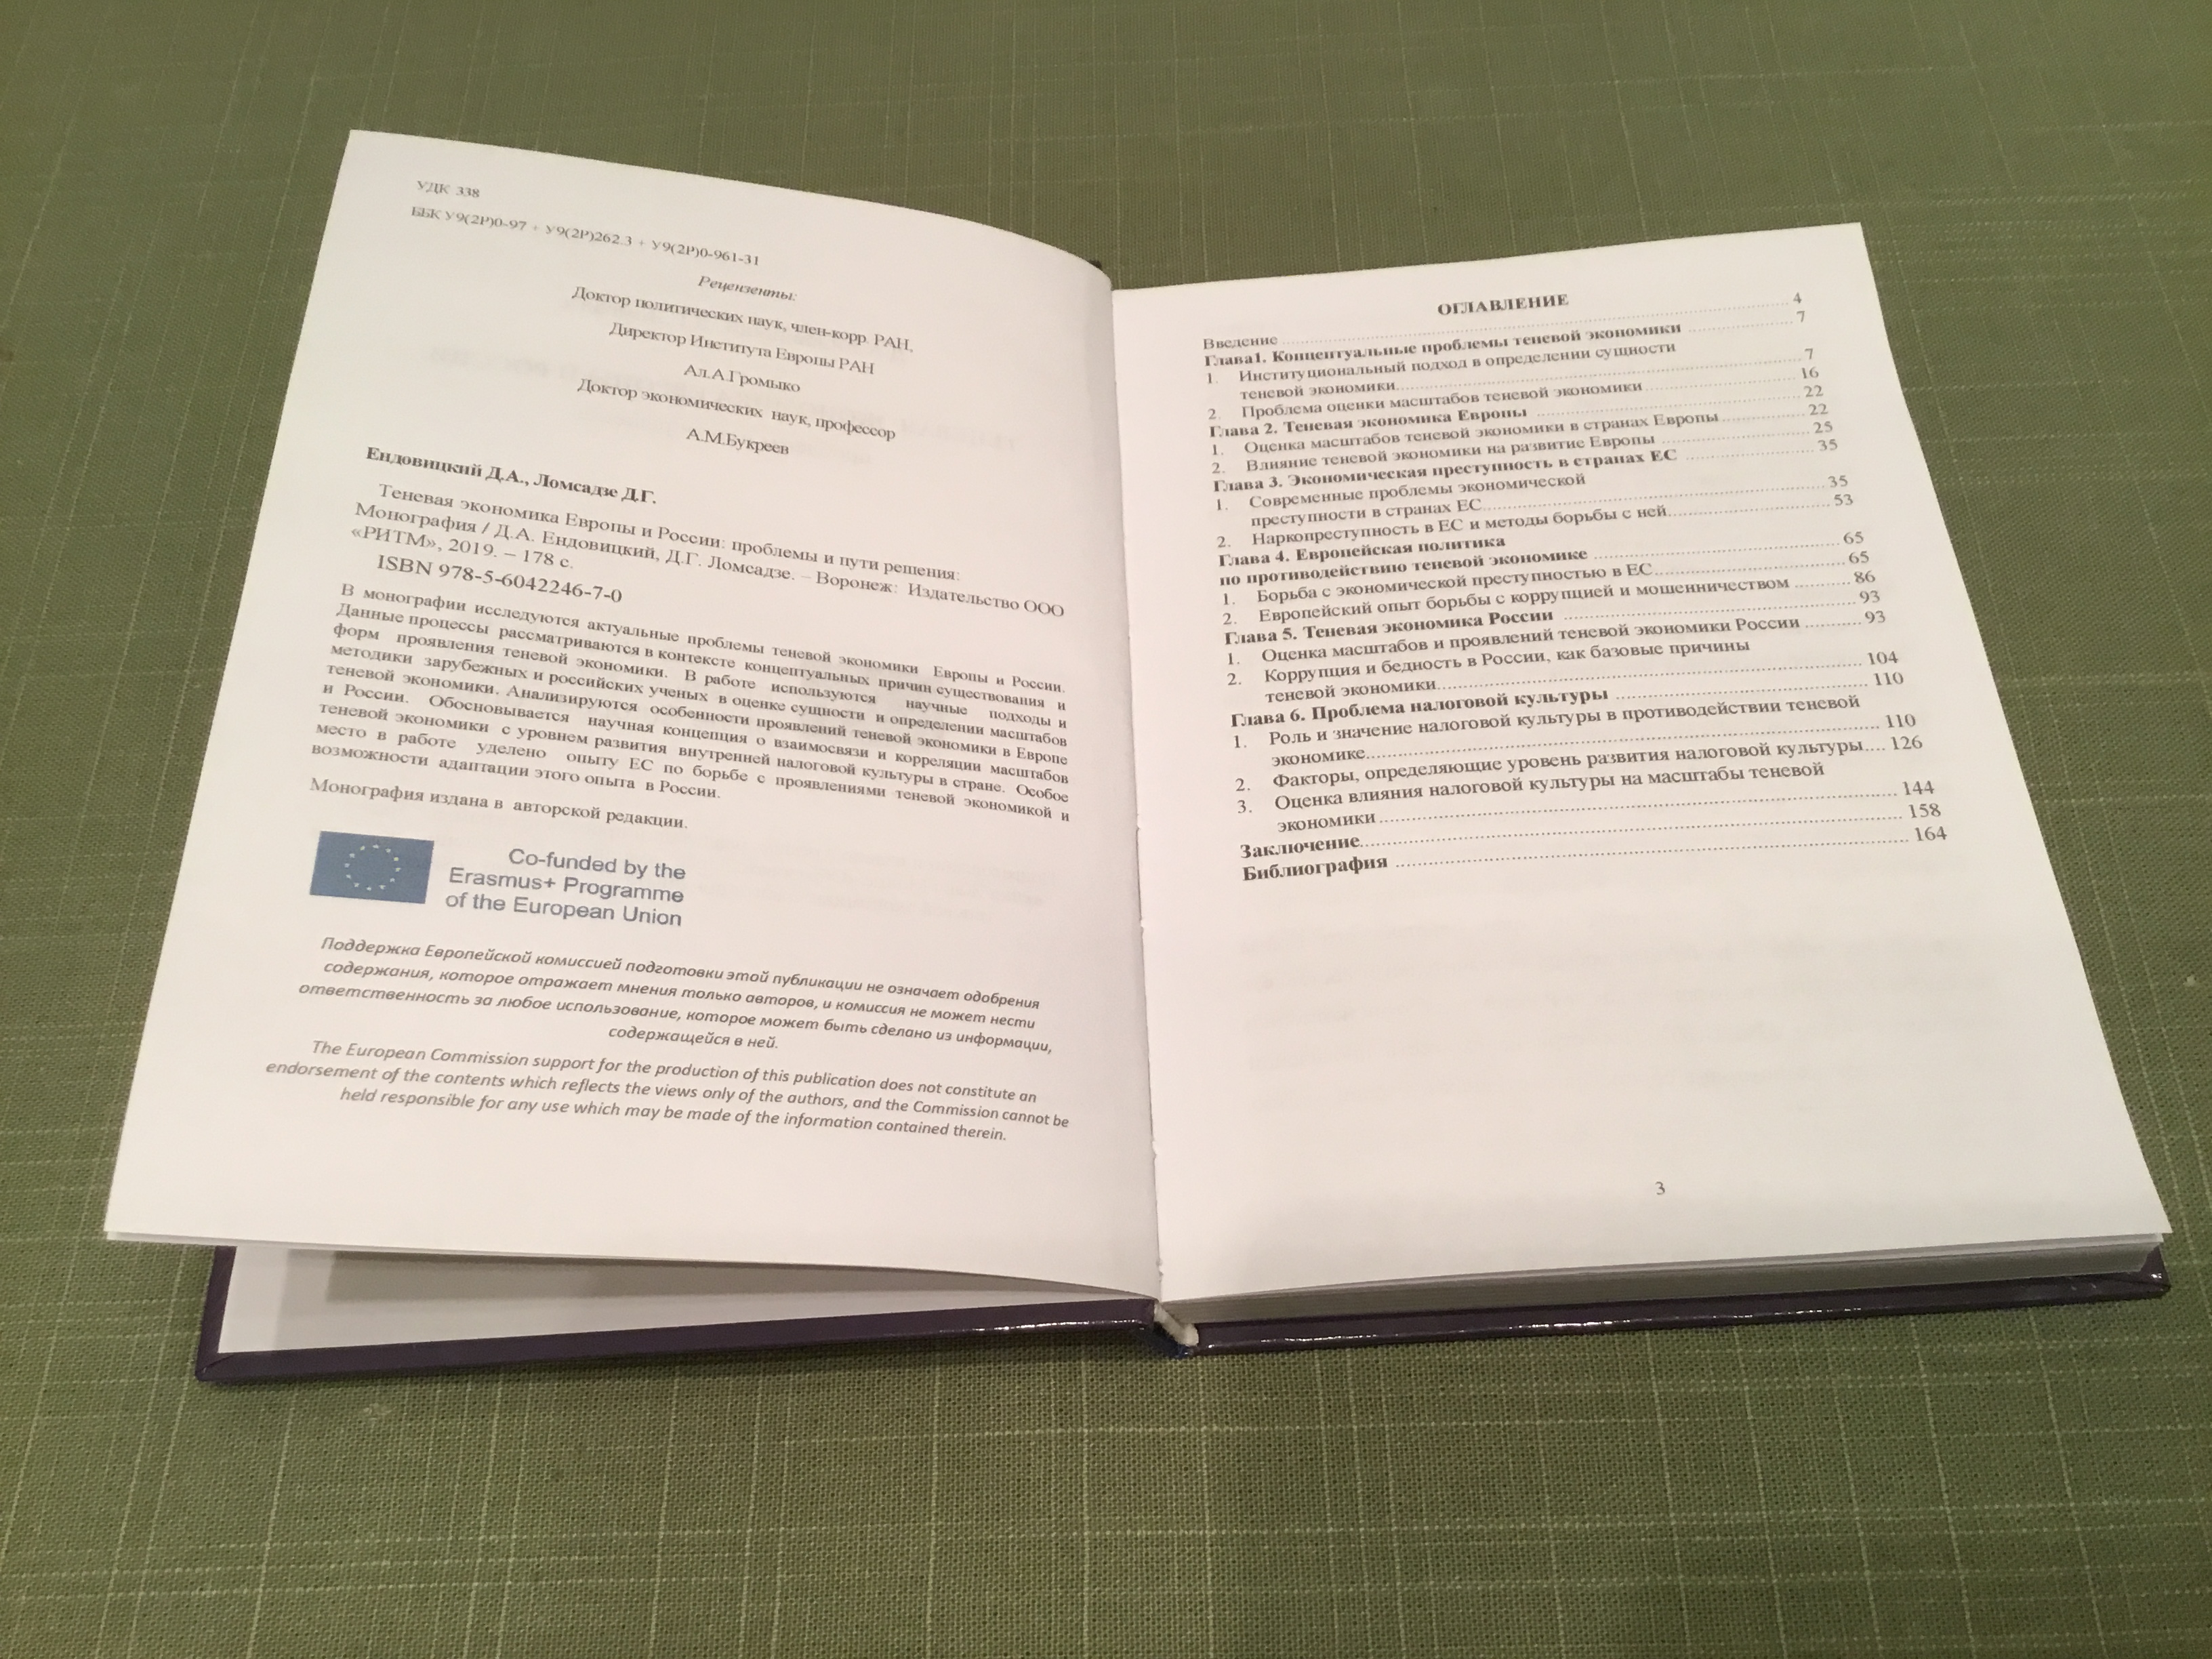 УДК 338
ББК У9(2Р)0-97 + У9(2Р)262.3 + У9(2Р)0-961-31
Рецензенты:
Доктор политических наук, член-корр. РАН,
Директор Института Европы РАН
Ал.А.Громыко
Доктор экономических наук, профессор
А.М.Букреев
Ендовицкий Д.А., Ломсадзе Д.Г.
Теневая экономика Европы и России: проблемы и пути решения:
Монография / Д.А. Ендовицкий, Д.Г. Ломсадзе. – Воронеж: Издательство ООО
«РИТМ», 2019. – 178 с.
ISBN 978-5-6042246-7-0
В монографии исследуются актуальные проблемы теневой экономики Европы и России.
Данные процессы рассматриваются в контексте концептуальных причин существования и
форм проявления теневой экономики. В работе используются научные подходы и
методики зарубежных и российских ученых в оценке сущности и определении масштабов
теневой экономики. Анализируются особенности проявлений теневой экономики в Европе
и России. Обосновывается научная концепция о взаимосвязи и корреляции масштабов
теневой экономики с уровнем развития внутренней налоговой культуры в стране. Особое
место в работе уделено опыту ЕС по борьбе с проявлениями теневой экономикой и
возможности адаптации этого опыта в России.
Монография издана в авторской редакции.
Co-funded by the
Erasmus+ Programme
of the European Union
Поддержка Европейской комиссией подготовки этой публикации не означает одобрения
содержания, которое отражает мнения только авторов, и комиссия не может нести
ответственность за любое использование, которое может быть сделано из информации,
содержащейся в ней.
The European Commission support for the production of this publication does not constitute an
endorsement of the contents which reflects the views only of the authors, and the Commission cannot be
held responsible for any use which may be made of the information contained therein.
ОГЛАВЛЕНИЕ
Введение ........ 4
Глава1. Концептуальные проблемы теневой экономики ........ 7
1. Институциональный подход в определении сущности
теневой экономики........ 7
2. Проблема оценки масштабов теневой экономики ........ 16
Глава 2. Теневая экономика Европы ........ 22
1. Оценка масштабов теневой экономики в странах Европы........ 22
2. Влияние теневой экономики на развитие Европы ........ 25
Глава 3. Экономическая преступность в странах ЕС ........ 35
1. Современные проблемы экономической
преступности в странах ЕС........ 35
2. Наркопреступность в ЕС и методы борьбы с ней........ 53
Глава 4. Европейская политика
по противодействию теневой экономике ........ 65
1. Борьба с экономической преступностью в ЕС........ 65
2. Европейский опыт борьбы с коррупцией и мошенничеством ........ 86
Глава 5. Теневая экономика России ........ 93
1. Оценка масштабов и проявлений теневой экономики России ........ 93
2. Коррупция и бедность в России, как базовые причины
теневой экономики........ 104
Глава 6. Проблема налоговой культуры ........ 110
1. Роль и значение налоговой культуры в противодействии теневой
экономике........ 110
2. Факторы, определяющие уровень развития налоговой культуры.... 126
3. Оценка влияния налоговой культуры на масштабы теневой
экономики ........ 144
Заключение........ 158
Библиография ........ 164
3